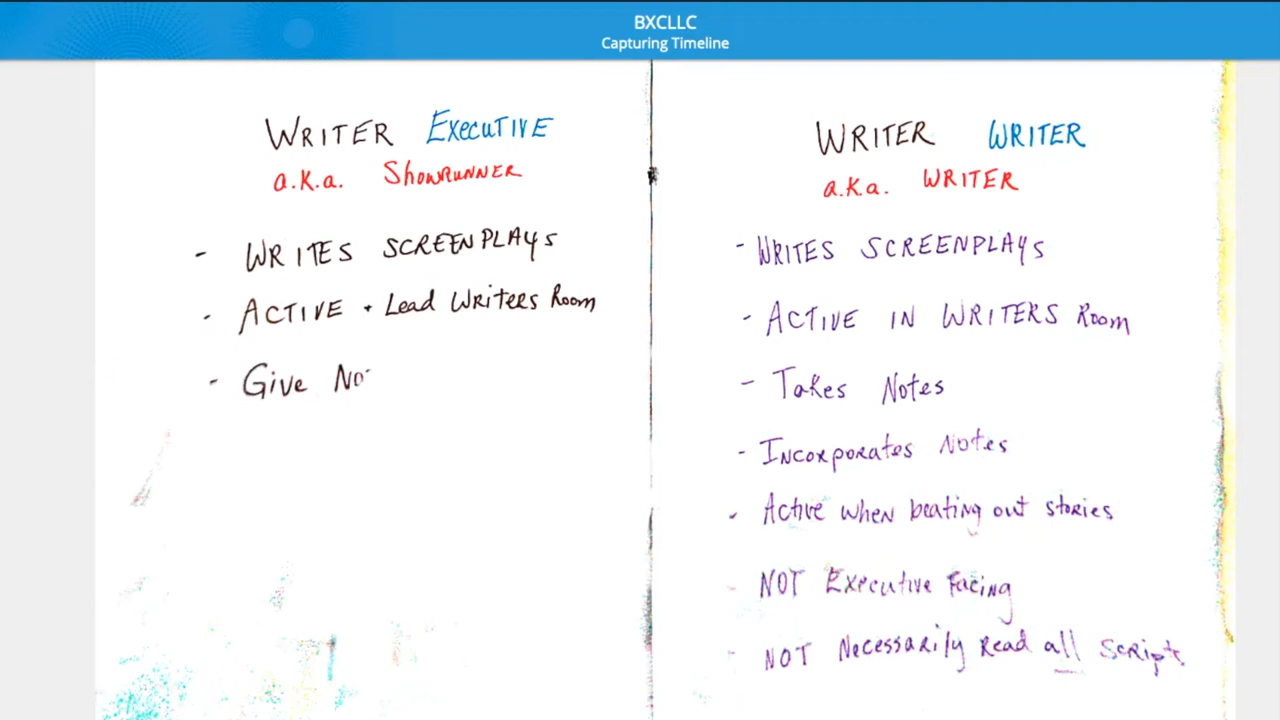 BXCLLC
Capturing Timeline
WRITER EXECUTIVE
a.k.a. SHOWRUNNER
- WRITES SCREENPLAYS
- ACTIVE + Lead Writers Room
- Give No
WRITER WRITER
a.k.a. WRITER
- WRITES SCREENPLAYS
- ACTIVE IN WRITERS Room
- Takes Notes
- Incorporates Notes
- Active when beating out stories
- NOT Executive Facing
- NOT Necessarily Read all Scripts